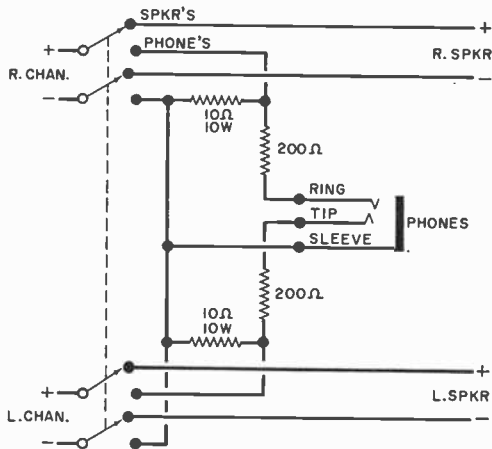 SPKR'S
+
PHONE'S
+
R.SPKR
R.CHAN.
−
−
10Ω
10W
200Ω
RING
TIP
PHONES
SLEEVE
200Ω
10Ω
10W
+
+
L.SPKR
L.CHAN.
−
−